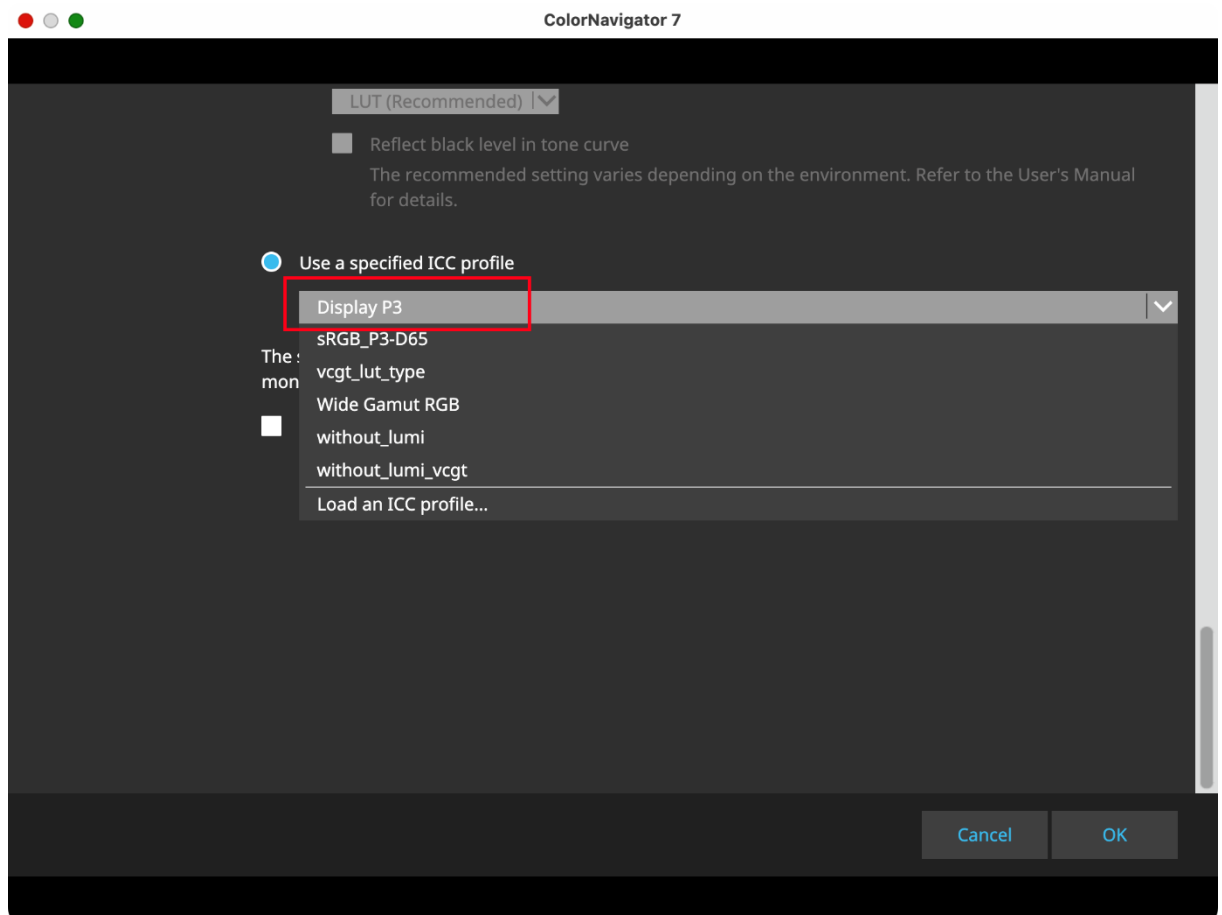 ColorNavigator 7
LUT (Recommended)
Reflect black level in tone curve
The recommended setting varies depending on the environment. Refer to the User's Manual
for details.
Use a specified ICC profile
Display P3
sRGB_P3-D65
The
vcgt_lut_type
mon
Wide Gamut RGB
without_lumi
without_lumi_vcgt
Load an ICC profile...
Cancel
OK